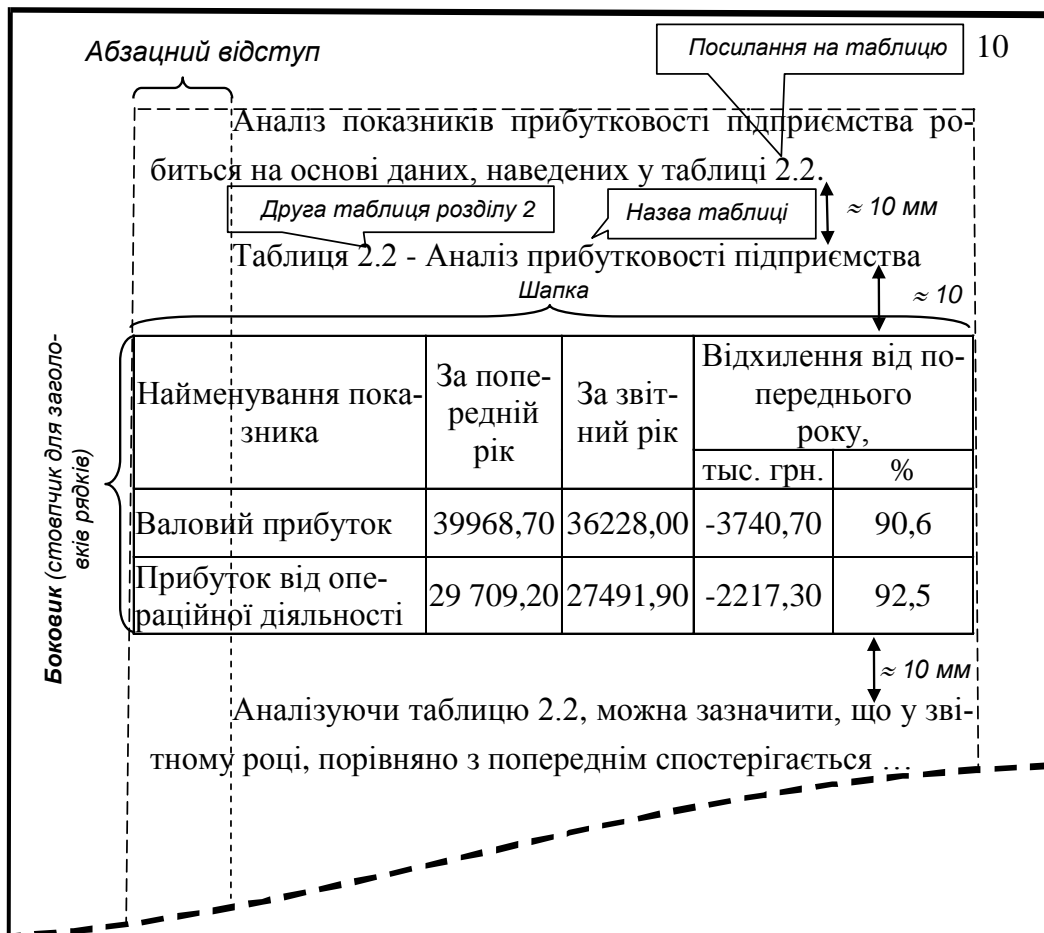 Абзацний відступ
Посилання на таблицю
10
Аналіз показників прибутковості підприємства ро-
биться на основі даних, наведених у таблиці 2.2.
Друга таблиця розділу 2
Назва таблиці
≈ 10 мм
Таблиця 2.2 - Аналіз прибутковості підприємства
Шапка
≈ 10
Боковик (стовпчик для заголо-
вків рядків)
Найменування пока-
зника
За попе-
редній
рік
За звіт-
ний рік
Відхилення від по-
переднього
року,
тыс. грн.
%
Валовий прибуток
39968,70
36228,00
-3740,70
90,6
Прибуток від опе-
раційної діяльності
29 709,20
27491,90
-2217,30
92,5
≈ 10 мм
Аналізуючи таблицю 2.2, можна зазначити, що у зві-
тному році, порівняно з попереднім спостерігається …